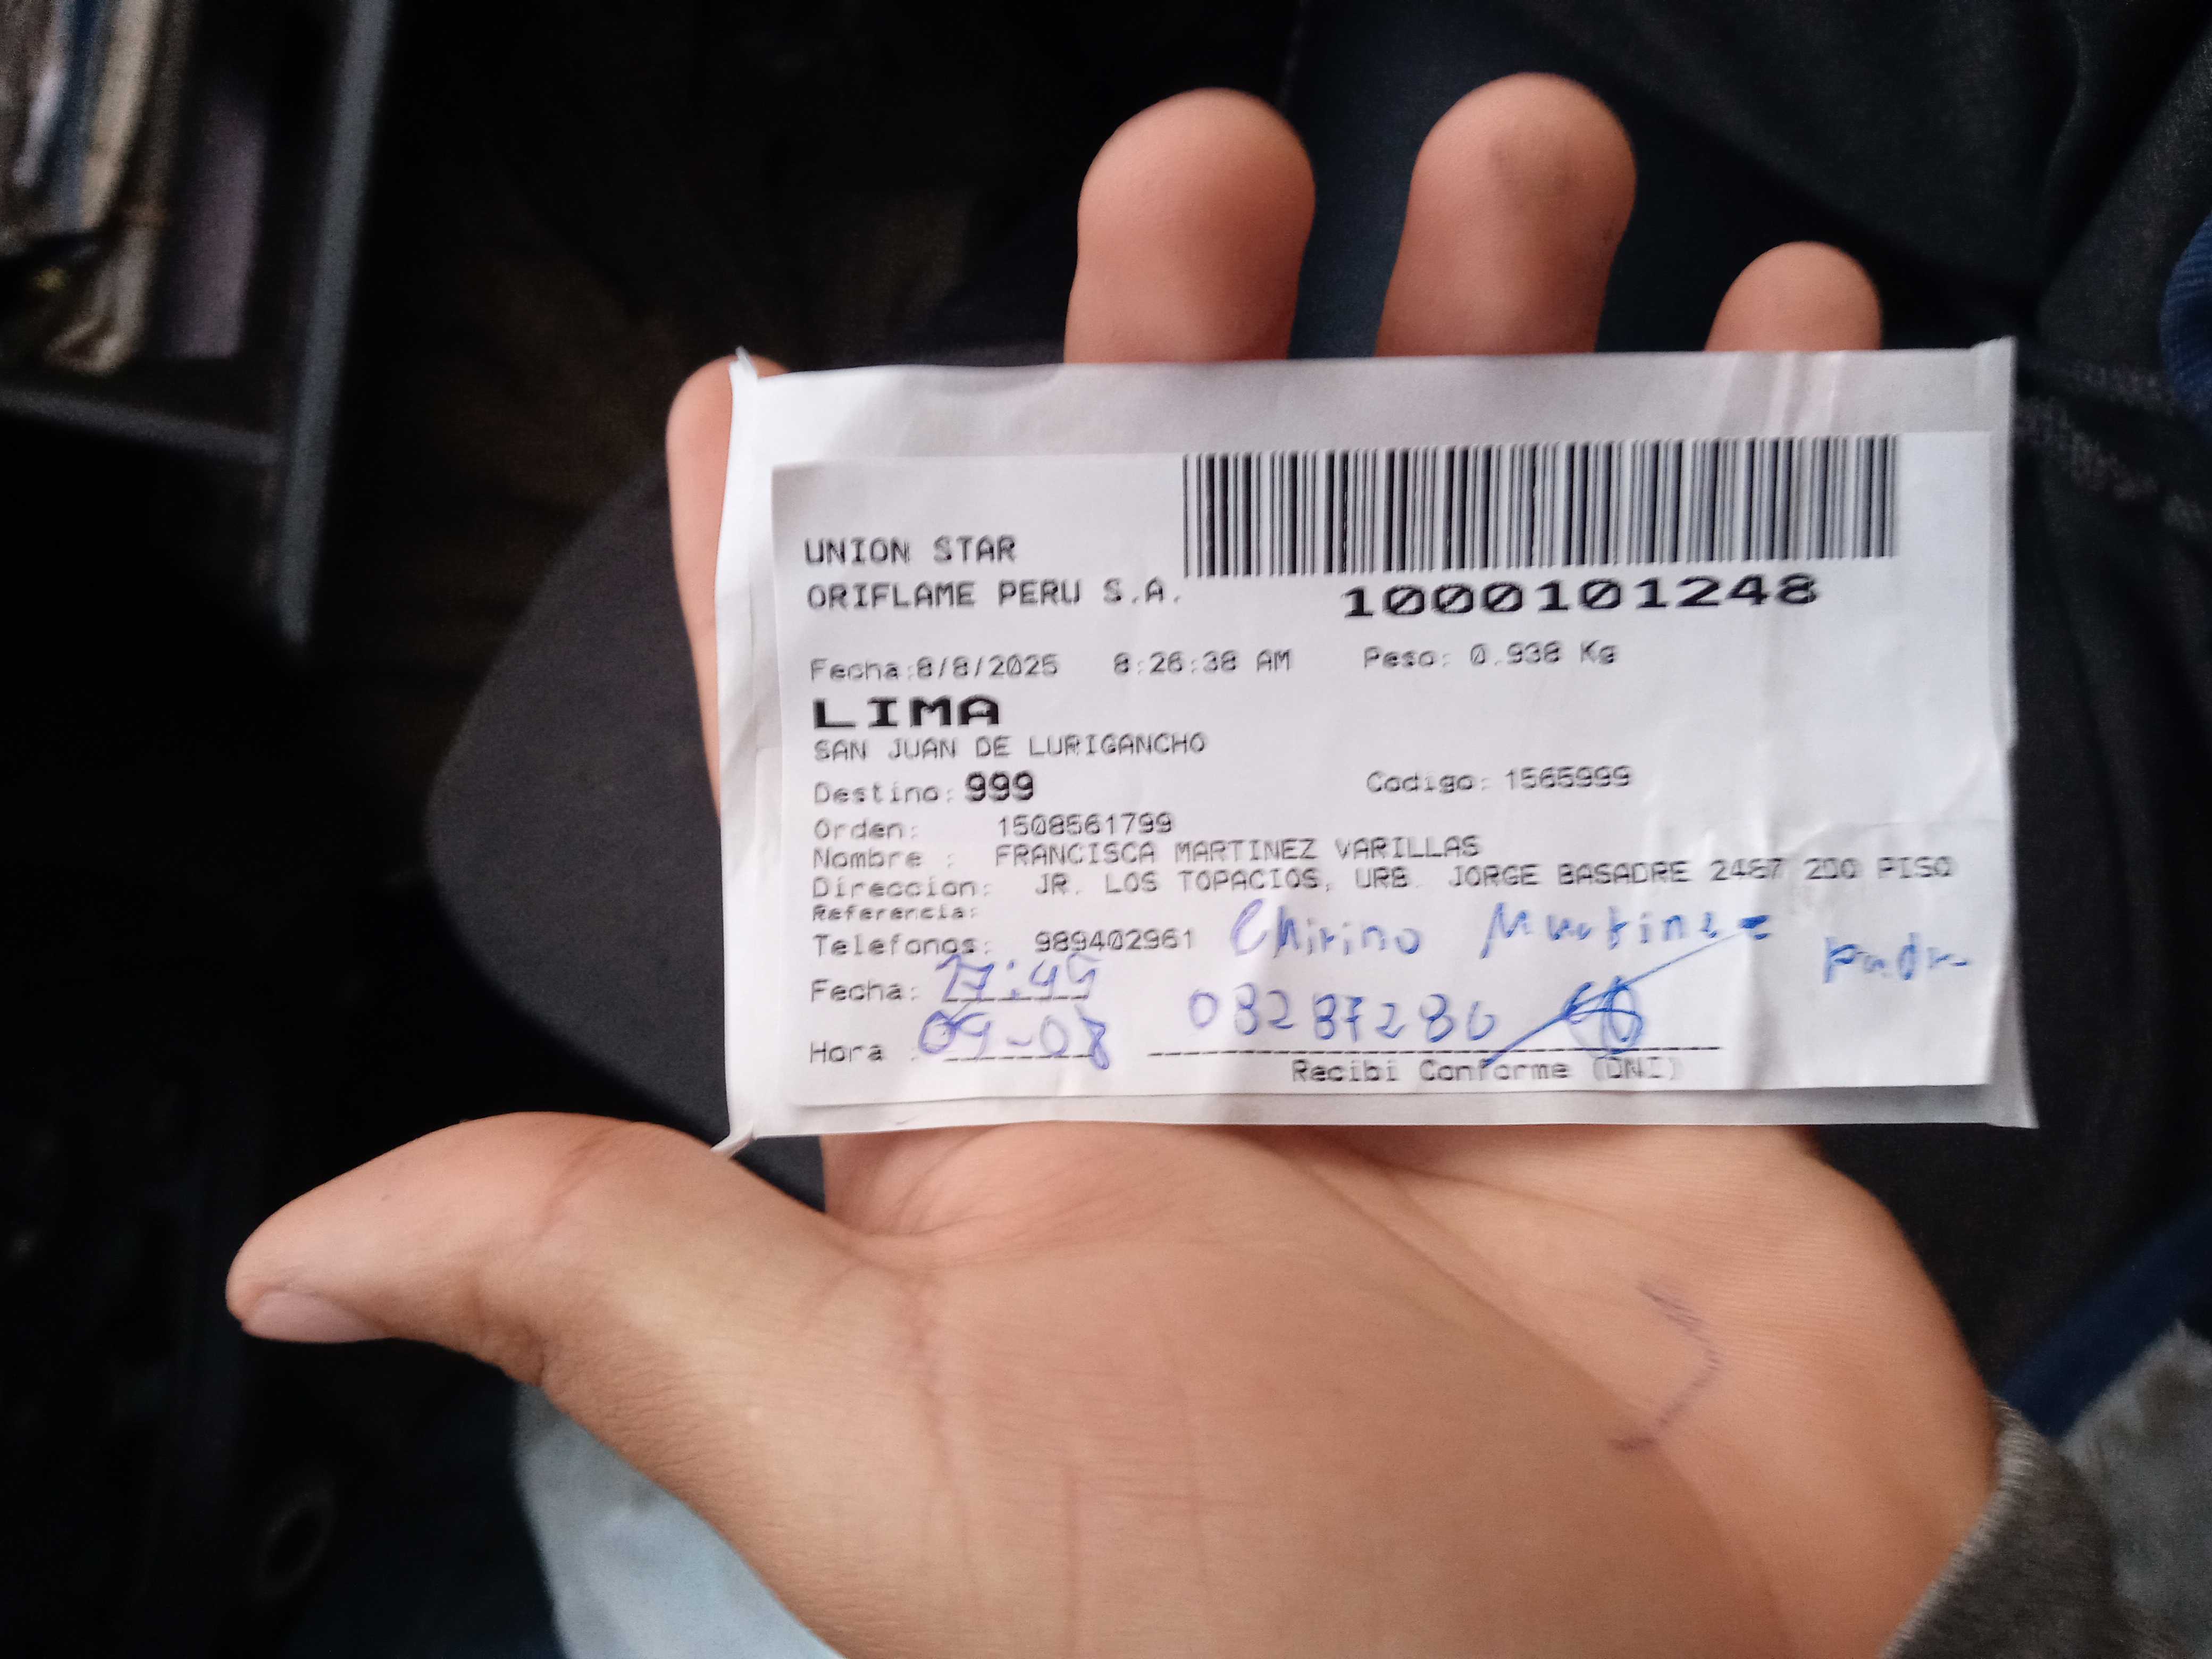 UNION STAR
ORIFLAME PERU S.A.
1000101248
Fecha:8/8/2025 8:26:38 AM Peso: 0.938 Kg
LIMA
SAN JUAN DE LURIGANCHO
Destino: 999 Codigo: 1565999
Orden: 1508561799
Nombre : FRANCISCA MARTINEZ VARILLAS
Direccion: JR. LOS TOPACIOS, URB. JORGE BASADRE 2467 2DO PISO
Referencia:
Telefonos: 989402961 Chirino Martinez
Fecha: 17:45
Hora : 09-08
Recibi Conforme (DNI)